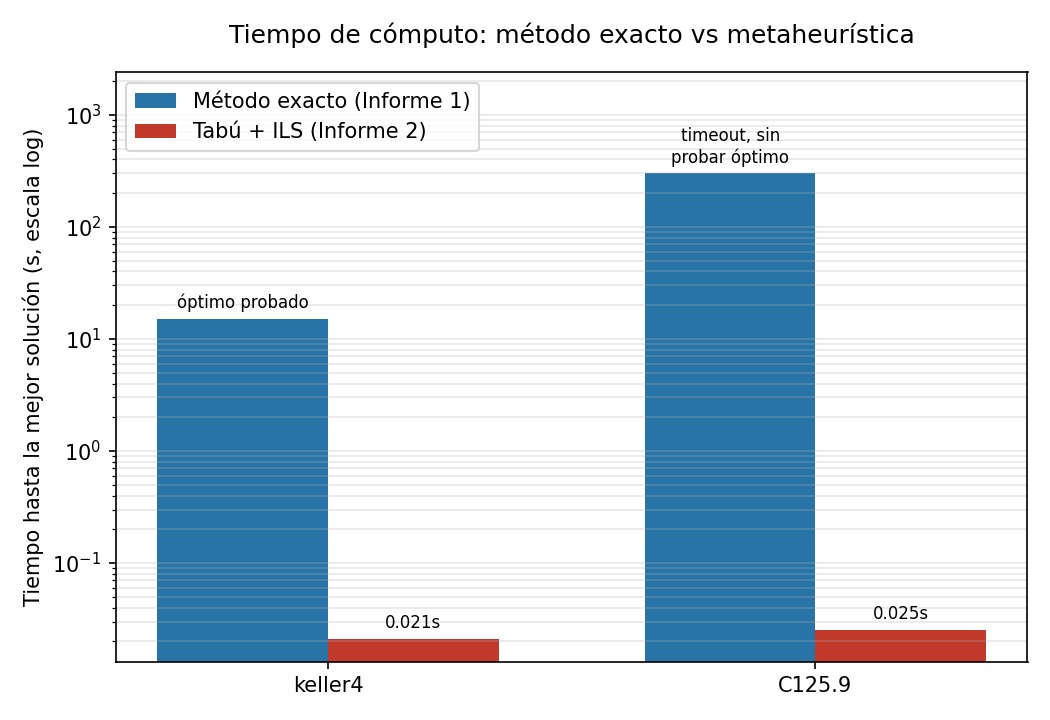 Tiempo de cómputo: método exacto vs metaheurística
Tiempo hasta la mejor solución (s, escala log)
10³
10²
10¹
10⁰
10⁻¹
Método exacto (Informe 1)
Tabú + ILS (Informe 2)
óptimo probado
0.021s
timeout, sin
probar óptimo
0.025s
keller4
C125.9